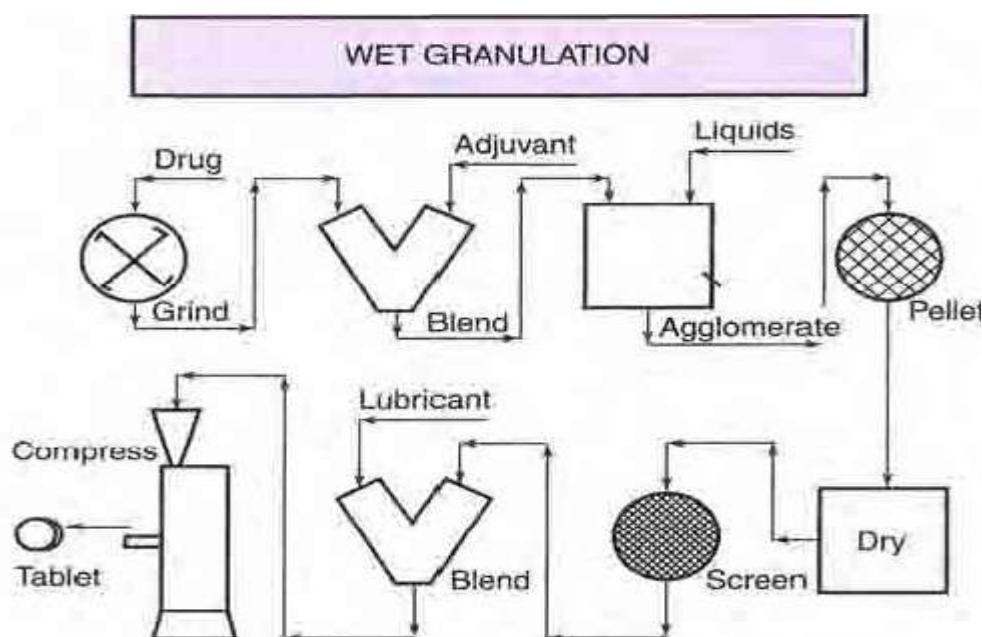 WET GRANULATION
Drug
Adjuvant
Liquids
Grind
Blend
Agglomerate
Pellet
Compress
Lubricant
Tablet
Blend
Screen
Dry